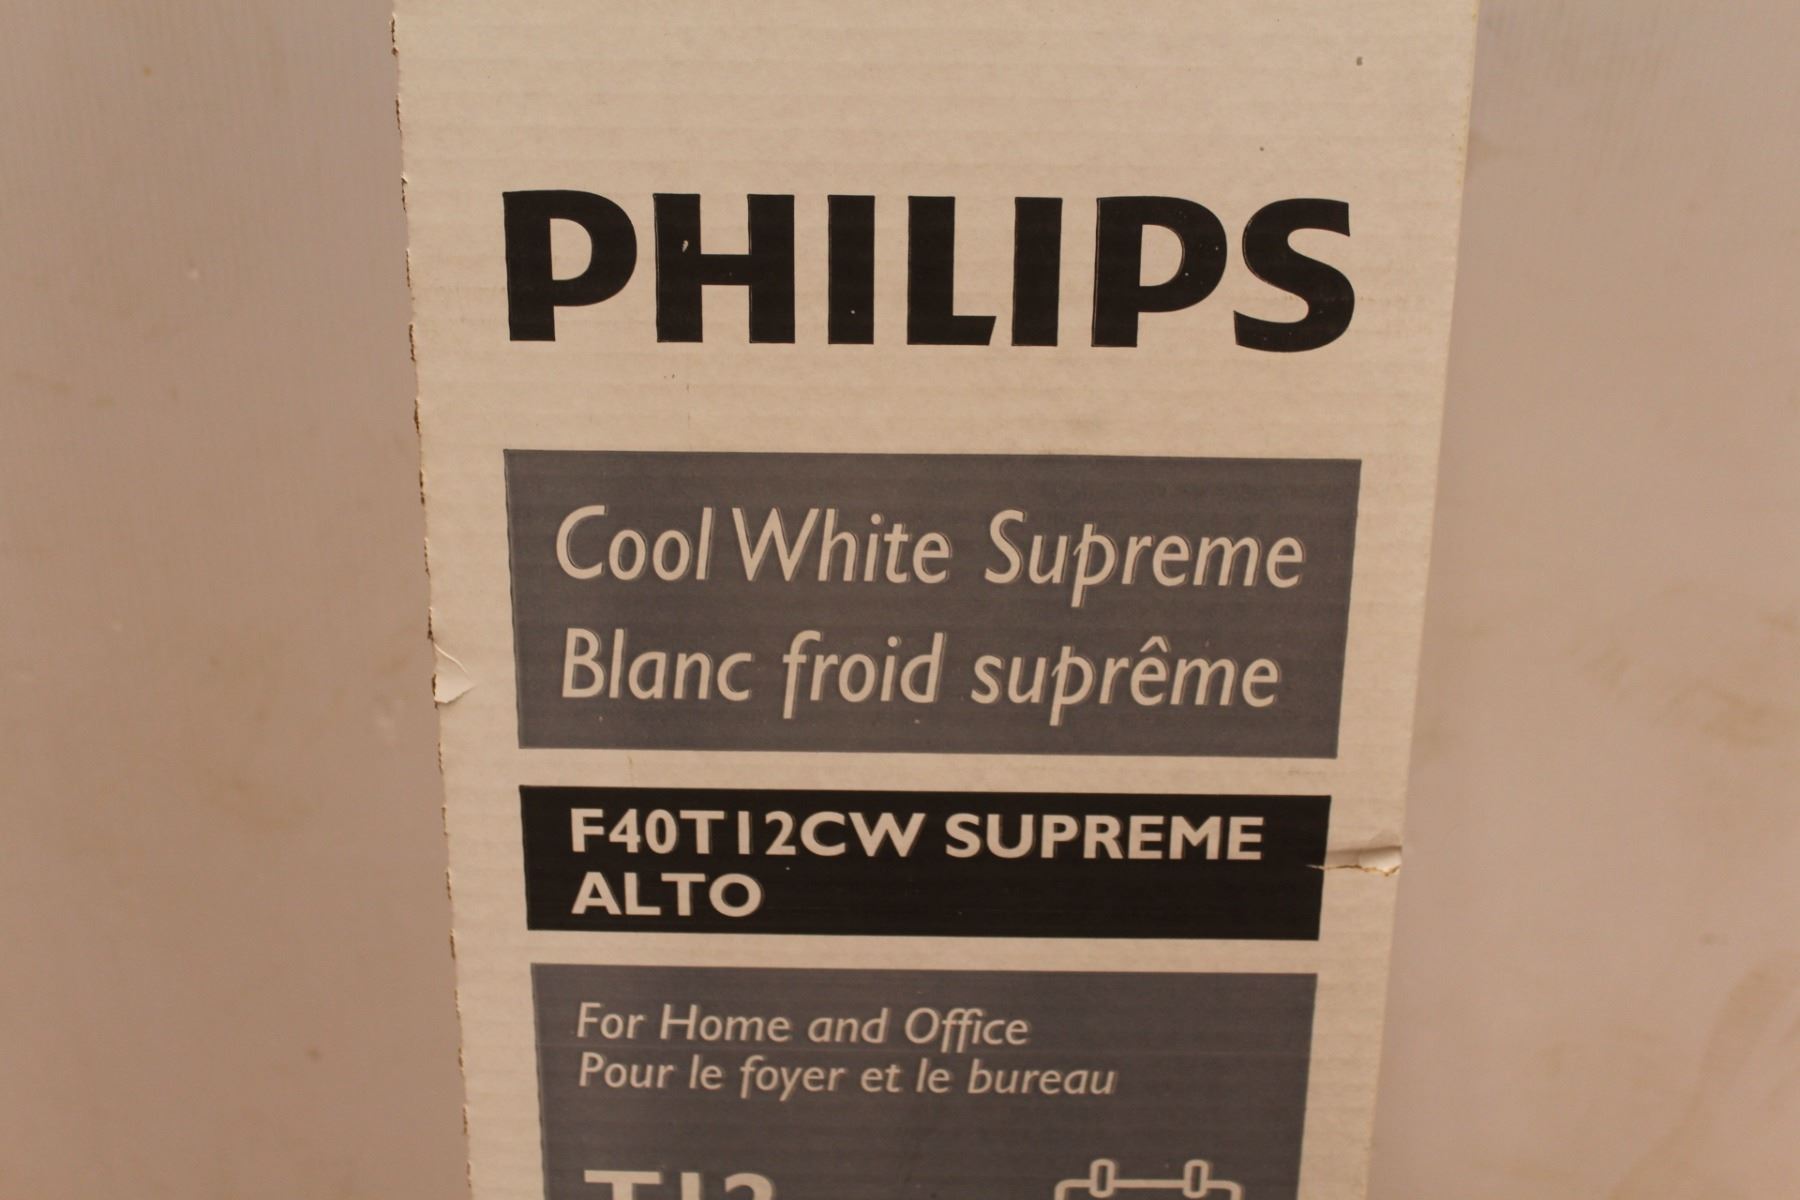 PHILIPS
Cool White Supreme
Blanc froid suprême
F40T12CW SUPREME
ALTO
For Home and Office
Pour le foyer et le bureau
T12